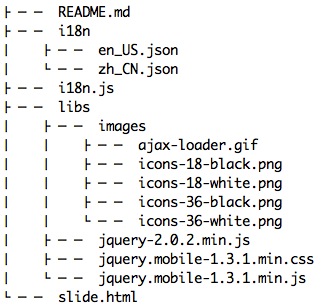 ├── README.md
├── i18n
│   ├── en_US.json
│   └── zh_CN.json
├── i18n.js
├── libs
│   ├── images
│   │   ├── ajax-loader.gif
│   │   ├── icons-18-black.png
│   │   ├── icons-18-white.png
│   │   ├── icons-36-black.png
│   │   └── icons-36-white.png
│   ├── jquery-2.0.2.min.js
│   ├── jquery.mobile-1.3.1.min.css
│   └── jquery.mobile-1.3.1.min.js
└── slide.html